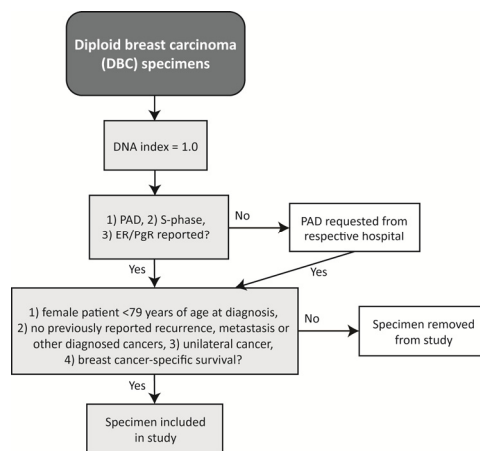 Diploid breast carcinoma
(DBC) specimens
DNA index = 1.0
1) PAD, 2) S-phase,
3) ER/PgR reported?
No
PAD requested from
respective hospital
Yes
Yes
1) female patient <79 years of age at diagnosis,
2) no previously reported recurrence, metastasis or
other diagnosed cancers, 3) unilateral cancer,
4) breast cancer-specific survival?
No
Specimen removed
from study
Yes
Specimen included
in study